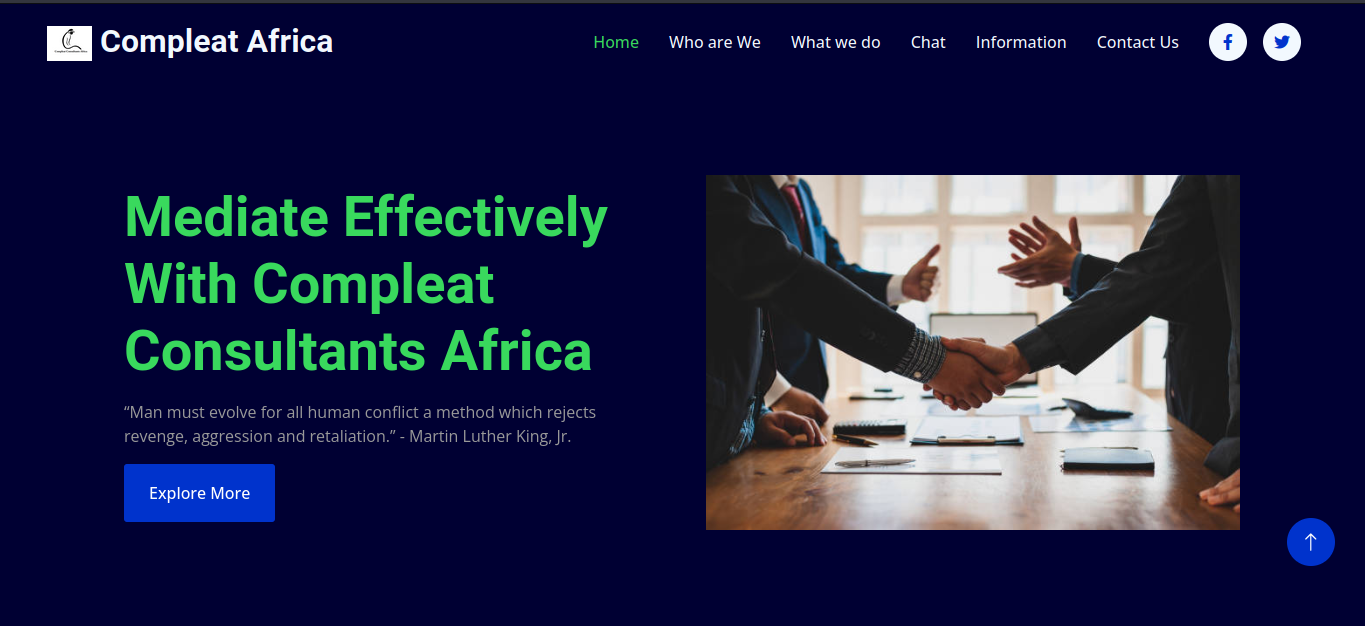 Compleat Africa
Home Who are We What we do Chat Information Contact Us
Mediate Effectively
With Compleat
Consultants Africa
“Man must evolve for all human conflict a method which rejects
revenge, aggression and retaliation.” - Martin Luther King, Jr.
Explore More